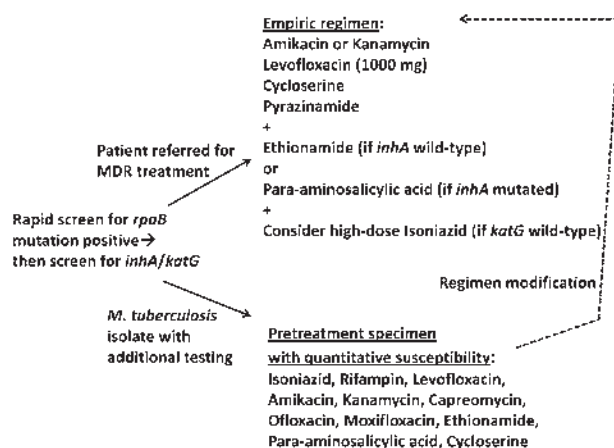 Empiric regimen:
Amikacin or Kanamycin
Levofloxacin (1000 mg)
Cycloserine
Pyrazinamide
+
Ethionamide (if inhA wild-type)
or
Para-aminosalicylic acid (if inhA mutated)
+
Consider high-dose Isoniazid (if katG wild-type)
Patient referred for
MDR treatment
Rapid screen for rpoB
mutation positive→
then screen for inhA/katG
Regimen modification
M. tuberculosis
isolate with
additional testing
Pretreatment specimen
with quantitative susceptibility:
Isoniazid, Rifampin, Levofloxacin,
Amikacin, Kanamycin, Capreomycin,
Ofloxacin, Moxifloxacin, Ethionamide,
Para-aminosalicylic acid, Cycloserine